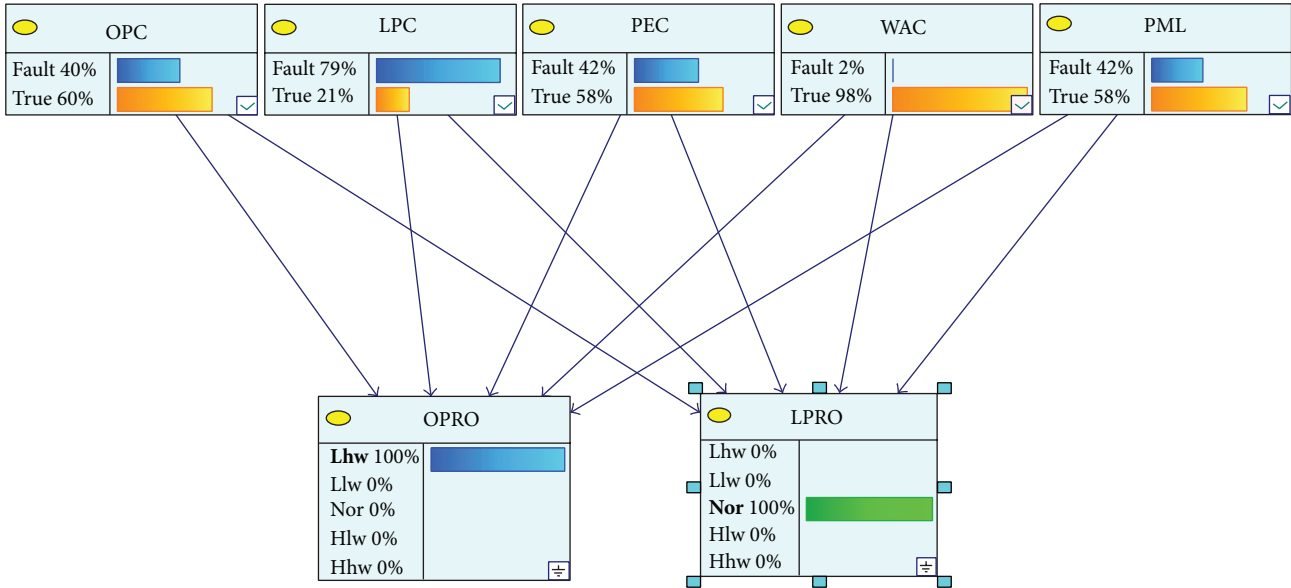 OPC
Fault 40%
True 60%
LPC
Fault 79%
True 21%
PEC
Fault 42%
True 58%
WAC
Fault 2%
True 98%
PML
Fault 42%
True 58%
OPRO
Lhw 100%
Llw 0%
Nor 0%
Hlw 0%
Hhw 0%
LPRO
Lhw 0%
Llw 0%
Nor 100%
Hlw 0%
Hhw 0%